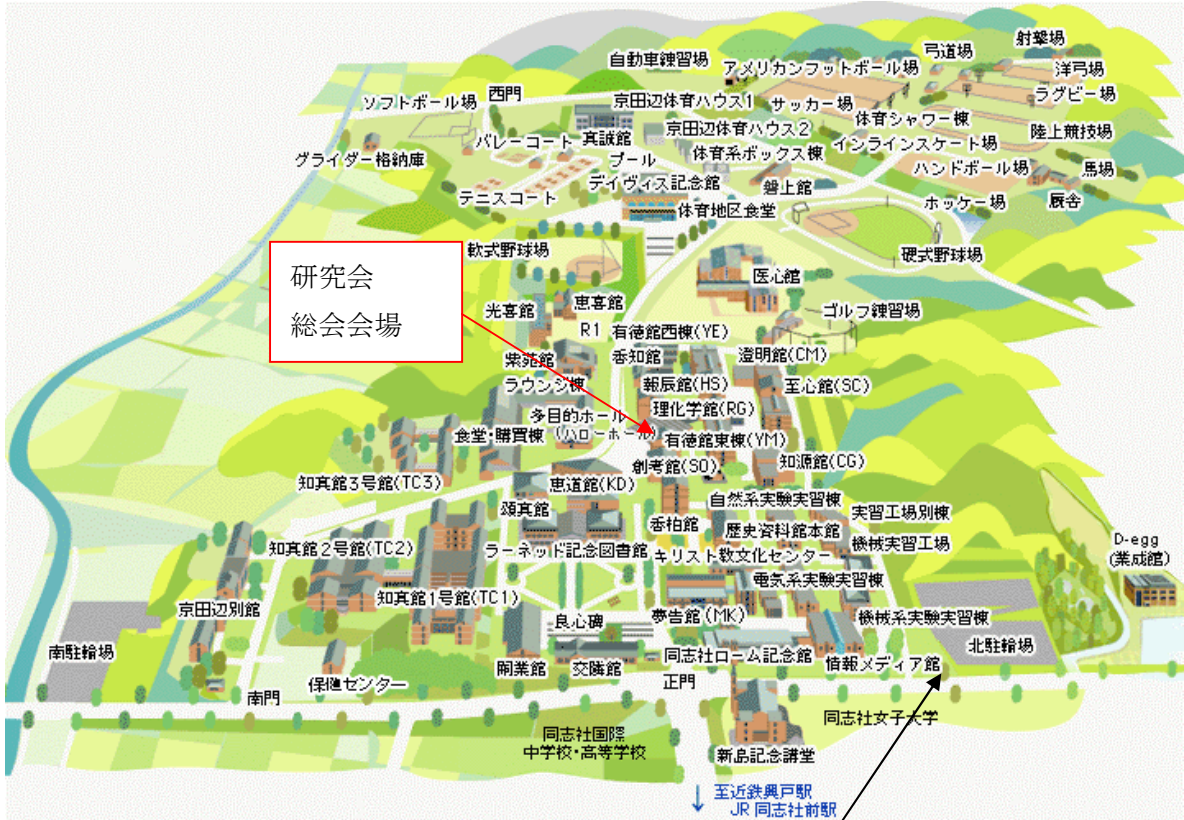 射撃場
弓道場
自動車練習場
アメリカンフットボール場
洋弓場
ラグビー場
西門
ソフトボール場
京田辺体育ハウス1
サッカー場
体育シャワー棟
京田辺体育ハウス2
陸上競技場
バレーコート
真誠館
インラインスケート場
グライダー格納庫
プール
体育系ボックス棟
ハンドボール場
馬場
デイヴィス記念館
磐上館
テニスコート
ホッケー場
厩舎
体育地区食堂
軟式野球場
硬式野球場
研究会
総会会場
医心館
光喜館
恵喜館
ゴルフ練習場
R1
有徳館西棟(YE)
紫苑館
香知館
澄明館(CM)
ラウンジ棟
報辰館(HS)
至心館(SC)
多目的ホール
(ハローホール)
理化学館(RG)
食堂・購買棟
有徳館東棟(YM)
創考館(SO)
知源館(CG)
知真館3号館(TC3)
恵道館(KD)
自然系実験実習棟
頌真館
香柏館
実習工場別棟
歴史資料館本館
知真館2号館(TC2)
ラーネッド記念図書館
キリスト教文化センター
機械実習工場
D-egg
(業成館)
電気系実験実習棟
京田辺別館
知真館1号館(TC1)
良心碑
夢告館(MK)
機械系実験実習棟
南駐輪場
北駐輪場
同志社ローム記念館
情報メディア館
保健センター
開業館
交隣館
正門
南門
同志社女子大学
同志社国際
中学校・高等学校
新島記念講堂
↓ 至近鉄興戸駅
JR 同志社前駅